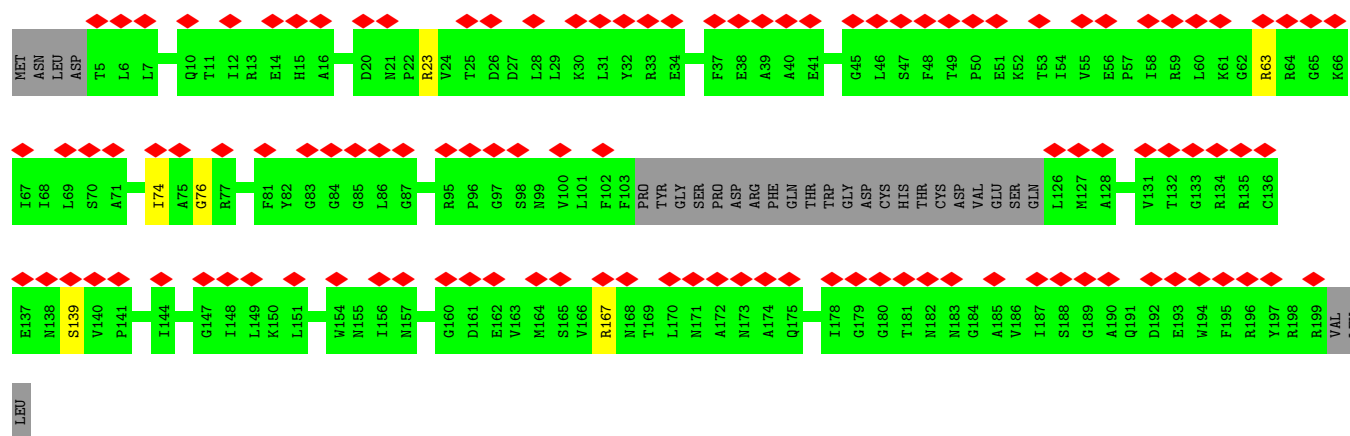 MET ASN LEU ASP T5 L6 L7 Q10 T11 I12 R13 E14 H15 A16 D20 N21 P22 R23 V24 T25 D26 D27 L28 L29 K30 L31 Y32 R33 E34 F37 E38 A39 A40 E41 G45 L46 S47 F48 T49 P50 E51 K52 T53 I54 V55 E56 P57 I58 R59 L60 K61 G62 R63 R64 G65 K66
I67 I68 L69 S70 A71 I74 A75 G76 R77 F81 Y82 G83 G84 G85 L86 G87 R95 P96 G97 S98 N99 V100 L101 F102 F103 PRO TYR GLY SER PRO ASP ARG PHE GLN THR TRP GLY ASP CYS HIS THR CYS ASP VAL GLU SER GLN L126 M127 A128 V131 T132 G133 R134 R135 C136
E137 N138 S139 V140 P141 I144 G147 I148 L149 K150 L151 W154 N155 I156 N157 G160 D161 E162 V163 M164 S165 V166 R167 N168 T169 L170 N171 A172 N173 A174 Q175 I178 G179 G180 T181 N182 N183 G184 A185 V186 I187 S188 G189 A190 Q191 D192 E193 W194 F195 R196 Y197 R198 R199 VAL
LEU